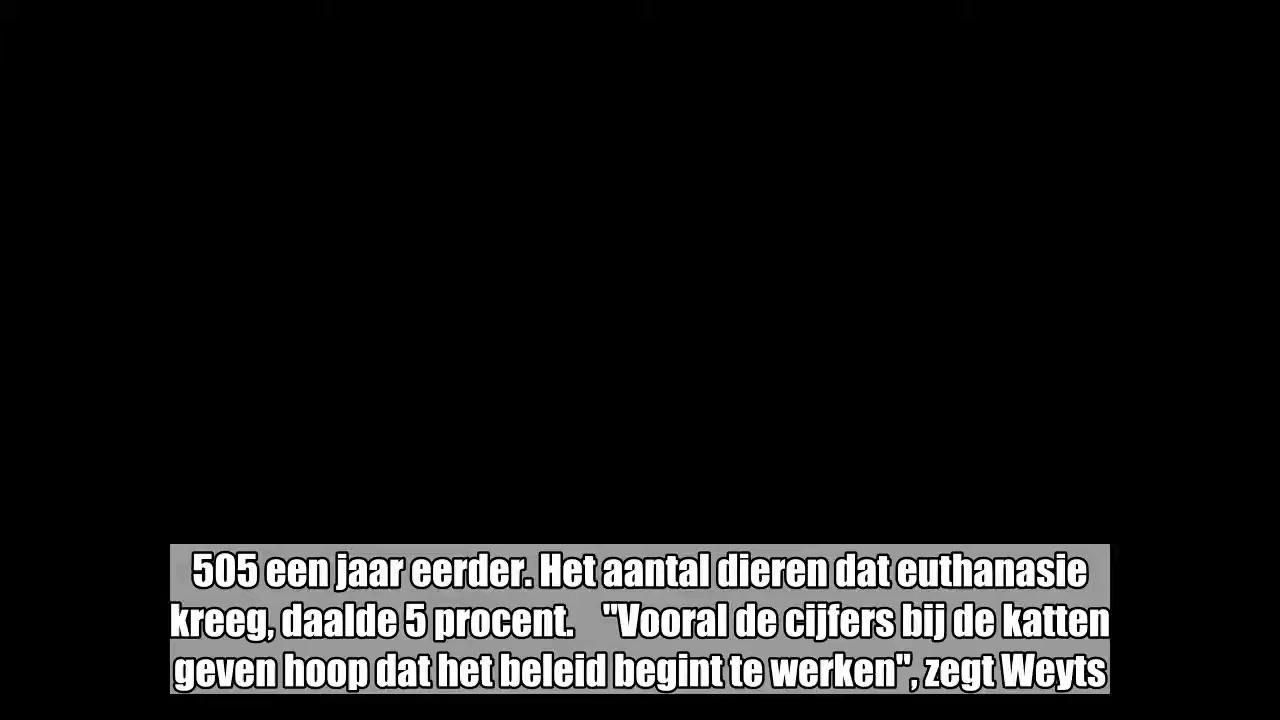 505 een jaar eerder. Het aantal dieren dat euthanasie
kreeg, daalde 5 procent.    "Vooral de cijfers bij de katten
geven hoop dat het beleid begint te werken", zegt Weyts